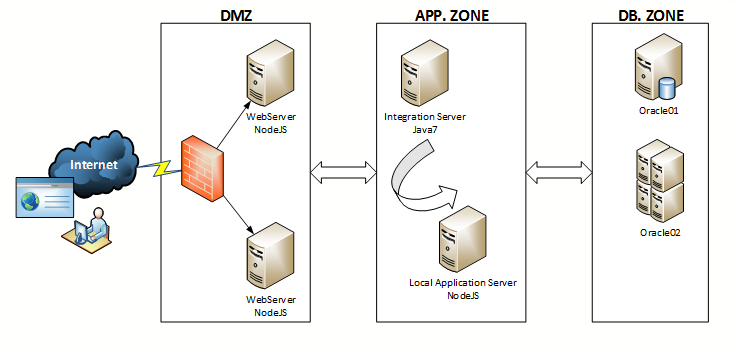 DMZ
APP. ZONE
DB. ZONE
WebServer
NodeJS
Integration Server
Java7
Oracle01
Internet
Oracle02
Local Application Server
NodeJS
WebServer
NodeJS